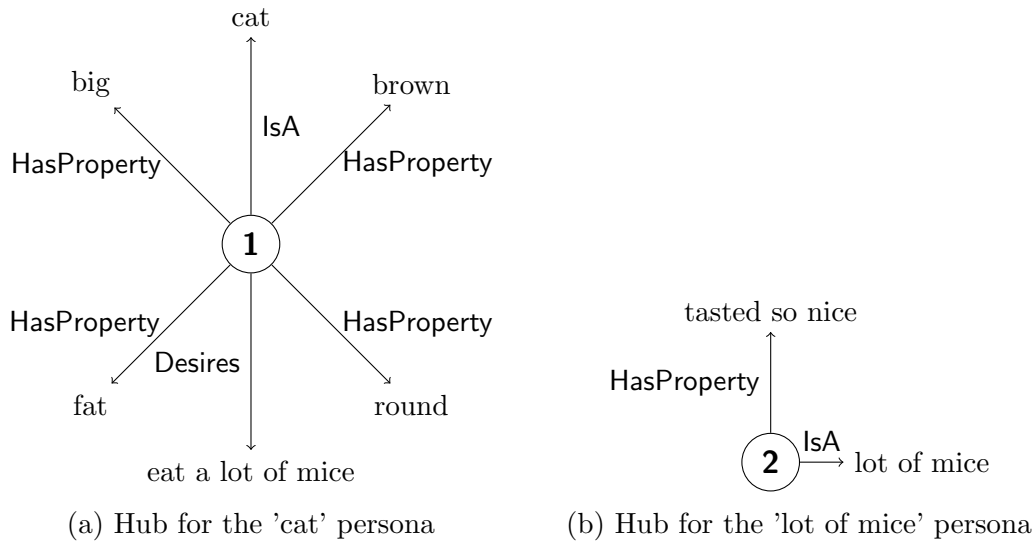 cat
big
brown
IsA
HasProperty
HasProperty
1
HasProperty
HasProperty
Desires
fat
round
eat a lot of mice
(a) Hub for the 'cat' persona
tasted so nice
HasProperty
IsA
2
lot of mice
(b) Hub for the 'lot of mice' persona